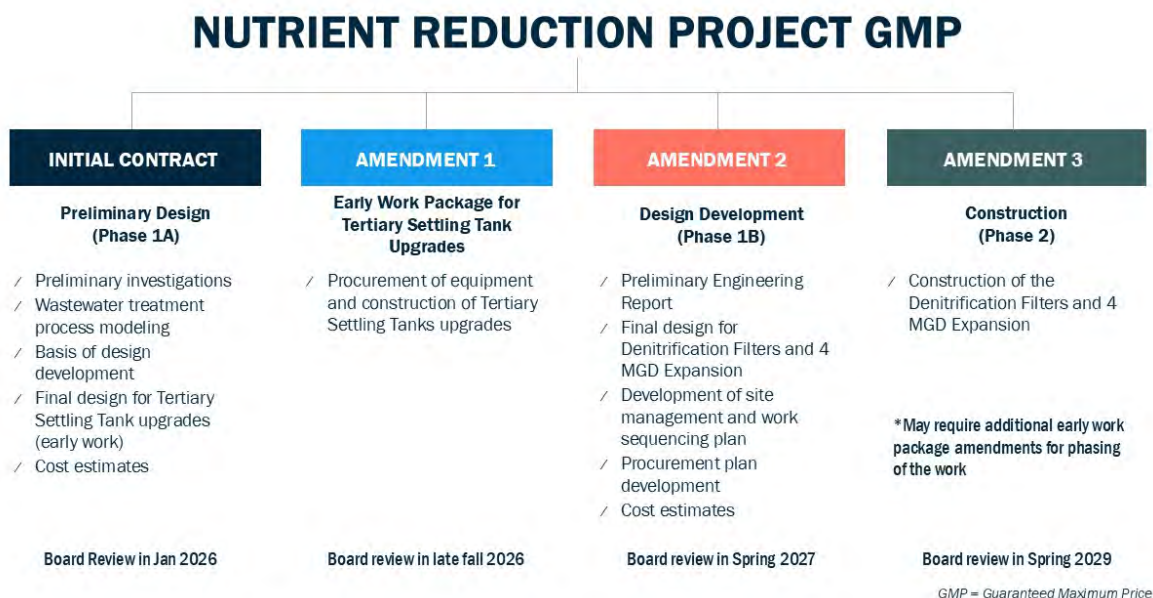 NUTRIENT REDUCTION PROJECT GMP
INITIAL CONTRACT
Preliminary Design
(Phase 1A)
/ Preliminary investigations
/ Wastewater treatment
process modeling
/ Basis of design
development
/ Final design for Tertiary
Settling Tank upgrades
(early work)
/ Cost estimates
Board Review in Jan 2026
AMENDMENT 1
Early Work Package for
Tertiary Settling Tank
Upgrades
/ Procurement of equipment
and construction of Tertiary
Settling Tanks upgrades
Board review in late fall 2026
AMENDMENT 2
Design Development
(Phase 1B)
/ Preliminary Engineering
Report
/ Final design for
Denitrification Filters and 4
MGD Expansion
/ Development of site
management and work
sequencing plan
/ Procurement plan
development
/ Cost estimates
Board review in Spring 2027
AMENDMENT 3
Construction
(Phase 2)
/ Construction of the
Denitrification Filters and 4
MGD Expansion
*May require additional early work
package amendments for phasing
of the work
Board review in Spring 2029
GMP = Guaranteed Maximum Price